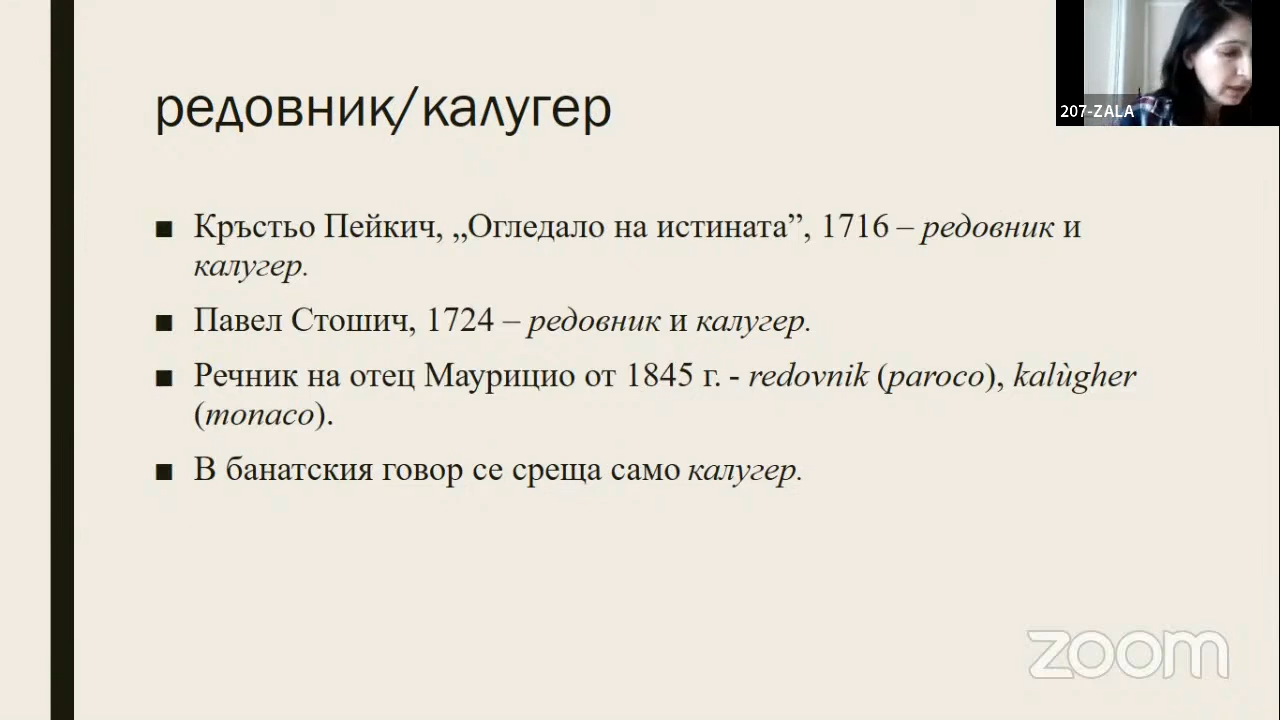 редовник/калугер
207-ZALA
■ Кръстьо Пейкич, „Огледало на истината”, 1716 – редовник и
калугер.
■ Павел Стошич, 1724 – редовник и калугер.
■ Речник на отец Маурицио от 1845 г. - redovnik (paroco), kalùgher
(monaco).
■ В банатския говор се среща само калугер.
zoom